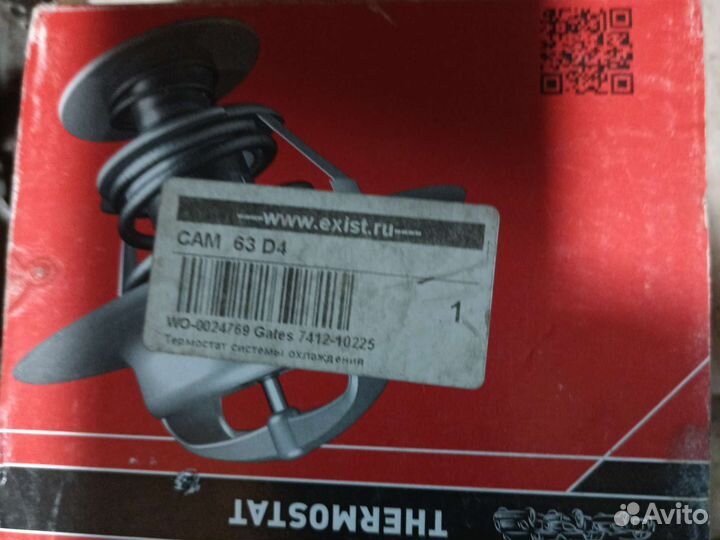 www.exist.ru
CAM 63 D4
1
WO-0024769 Gates 7412-10225
Термостат системы охлаждения
THERMOSTAT
Avito